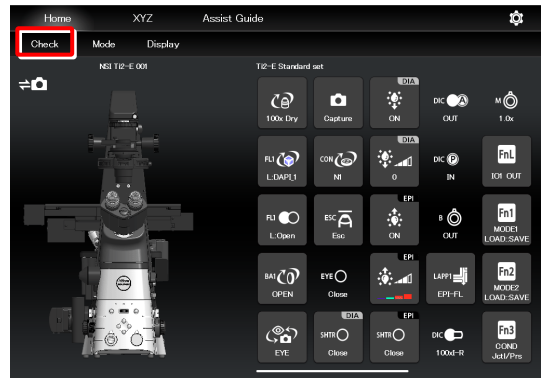 Home XYZ Assist Guide
Check Mode Display
NSI Ti2-E 001
Ti2-E Standard set
100x Dry
Capture
DIA
ON
DIC A
OUT
M
1.0x
FL1
L:DAPI_1
CON
N1
DIA
0
DIC P
IN
FnL
IO1 OUT
FL1
L:Open
ESC
Esc
EPI
ON
B
OUT
Fn1
MODE1
LOAD:SAVE
BA1
OPEN
EYE
Close
EPI
LAPP1
EPI-FL
Fn2
MODE2
LOAD:SAVE
EYE
DIA
SHTR
Close
EPI
SHTR
Close
DIC
100xI-R
Fn3
COND
Jctl/Prs